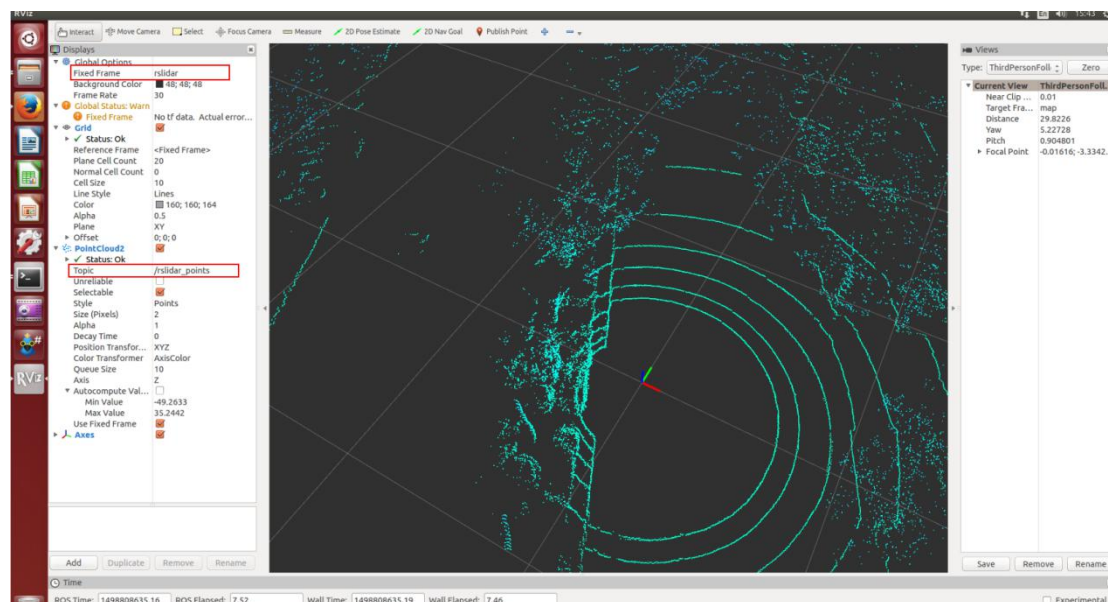 RViz
En 15:43
Interact Move Camera Select Focus Camera Measure 2D Pose Estimate 2D Nav Goal Publish Point
Displays
Global Options
Fixed Frame rslidar
Background Color 48; 48; 48
Frame Rate 30
Global Status: Warn
Fixed Frame No tf data. Actual error...
Grid
Status: Ok
Reference Frame <Fixed Frame>
Plane Cell Count 20
Normal Cell Count 0
Cell Size 10
Line Style Lines
Color 160; 160; 164
Alpha 0.5
Plane XY
Offset 0; 0; 0
PointCloud2
Status: Ok
Topic /rslidar_points
Unreliable
Selectable
Style Points
Size (Pixels) 2
Alpha 1
Decay Time 0
Position Transfor... XYZ
Color Transformer AxisColor
Queue Size 10
Axis Z
Autocompute Val...
Min Value -49.2633
Max Value 35.2442
Use Fixed Frame
Axes
Add Duplicate Remove Rename
Views
Type: ThirdPersonFoll Zero
Current View ThirdPersonFoll...
Near Clip ... 0.01
Target Fra... map
Distance 29.8226
Yaw 5.22728
Pitch 0.904801
Focal Point -0.01616; -3.3342...
Save Remove Rename
RViz
Time
ROS Time: 1498808635.16 ROS Elapsed: 7.52 Wall Time: 1498808635.19 Wall Elapsed: 7.46 Experimental